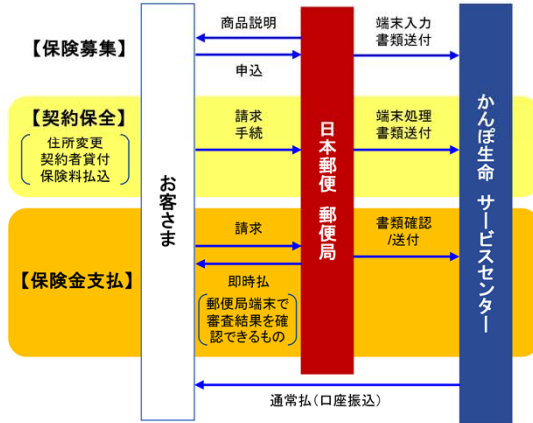 【保険募集】
商品説明
申込
端末入力
書類送付
【契約保全】
住所変更
契約者貸付
保険料払込
請求
手続
端末処理
書類送付
お客さま
日本郵便 郵便局
かんぽ生命 サービスセンター
【保険金支払】
請求
書類確認
/送付
即時払
郵便局端末で
審査結果を確
認できるもの
通常払(口座振込)